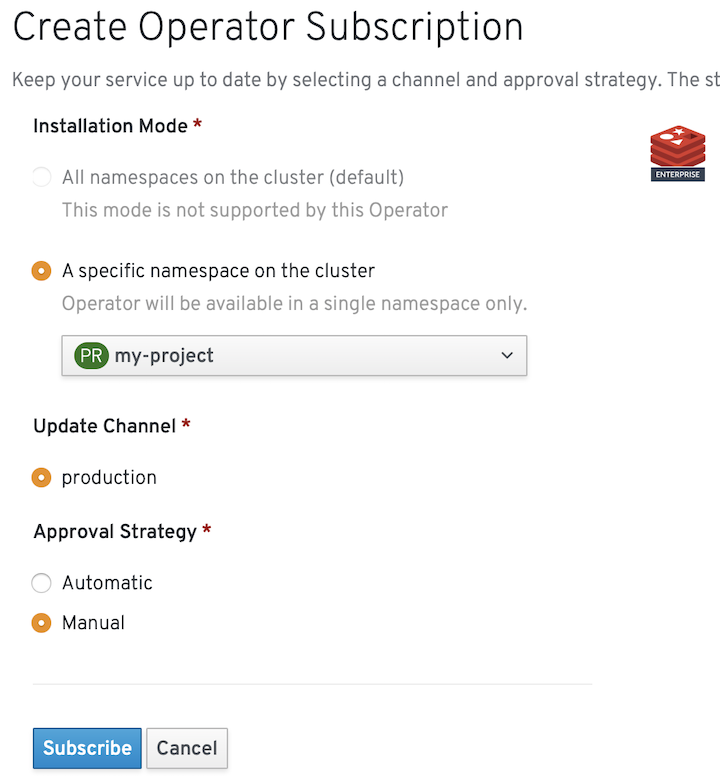 Create Operator Subscription
Keep your service up to date by selecting a channel and approval strategy. The st
Installation Mode *
ENTERPRISE
All namespaces on the cluster (default)
This mode is not supported by this Operator
A specific namespace on the cluster
Operator will be available in a single namespace only.
PR my-project
Update Channel *
production
Approval Strategy *
Automatic
Manual
Subscribe Cancel